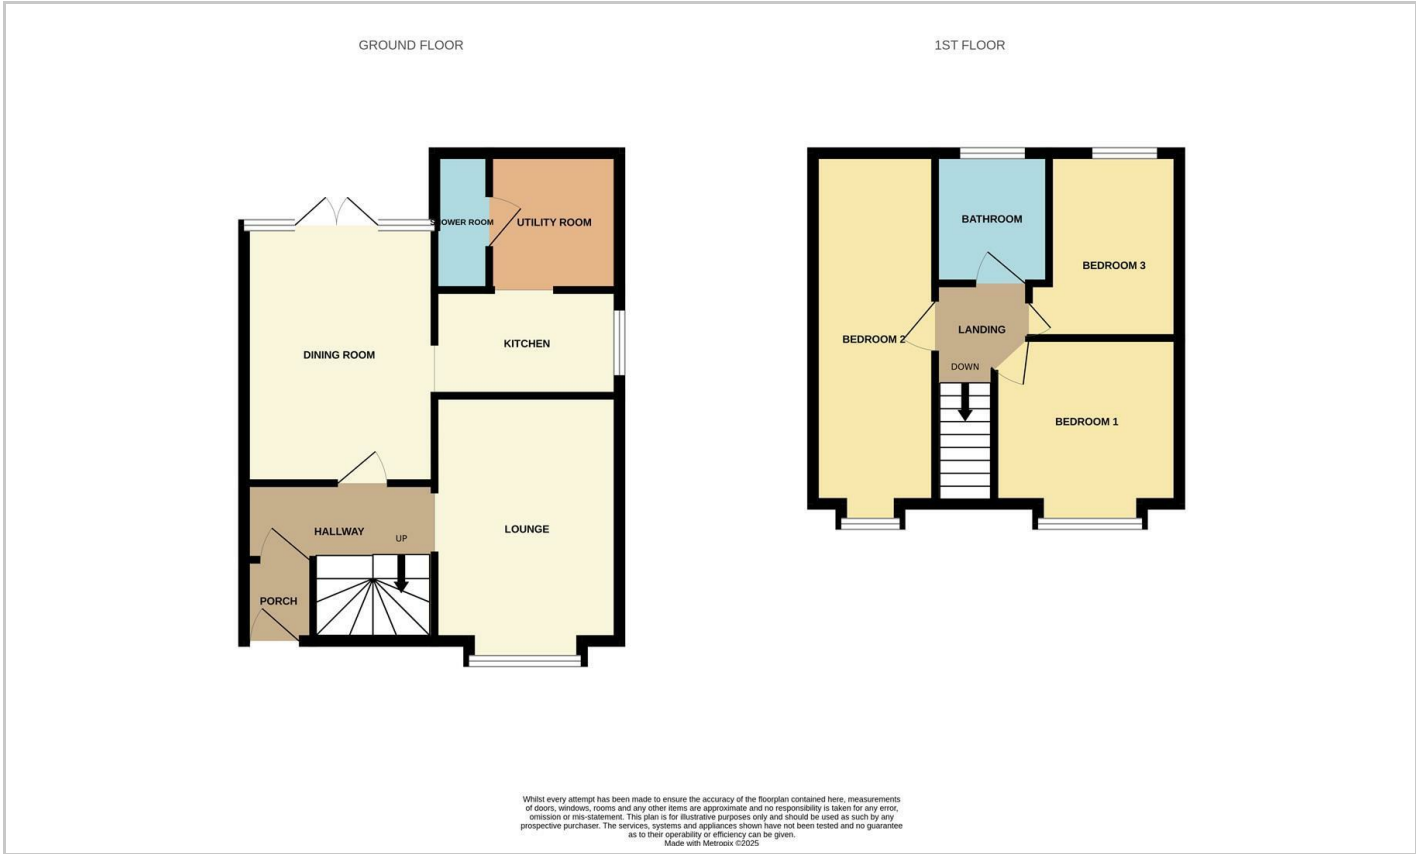 GROUND FLOOR
SHOWER ROOM
UTILITY ROOM
DINING ROOM
KITCHEN
HALLWAY
UP
LOUNGE
PORCH
1ST FLOOR
BATHROOM
BEDROOM 3
LANDING
BEDROOM 2
DOWN
BEDROOM 1
Whilst every attempt has been made to ensure the accuracy of the floorplan contained here, measurements
of doors, windows, rooms and any other items are approximate and no responsibility is taken for any error,
omission or mis-statement. This plan is for illustrative purposes only and should be used as such by any
prospective purchaser. The services, systems and appliances shown have not been tested and no guarantee
as to their operability or efficiency can be given.
Made with Metropix ©2025